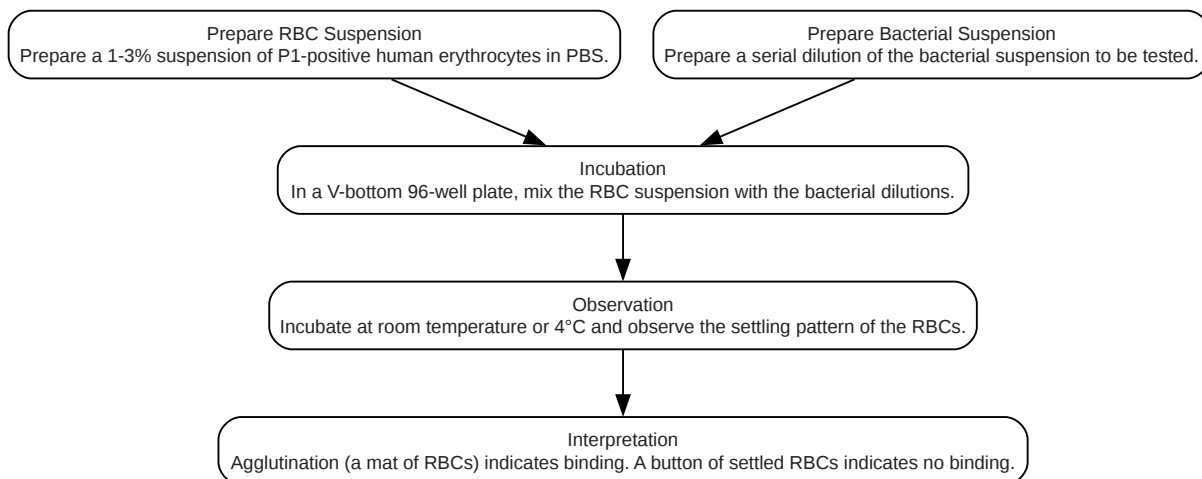 Prepare RBC Suspension
Prepare a 1-3% suspension of P1-positive human erythrocytes in PBS.
Prepare Bacterial Suspension
Prepare a serial dilution of the bacterial suspension to be tested.
Incubation
In a V-bottom 96-well plate, mix the RBC suspension with the bacterial dilutions.
Observation
Incubate at room temperature or 4°C and observe the settling pattern of the RBCs.
Interpretation
Agglutination (a mat of RBCs) indicates binding. A button of settled RBCs indicates no binding.